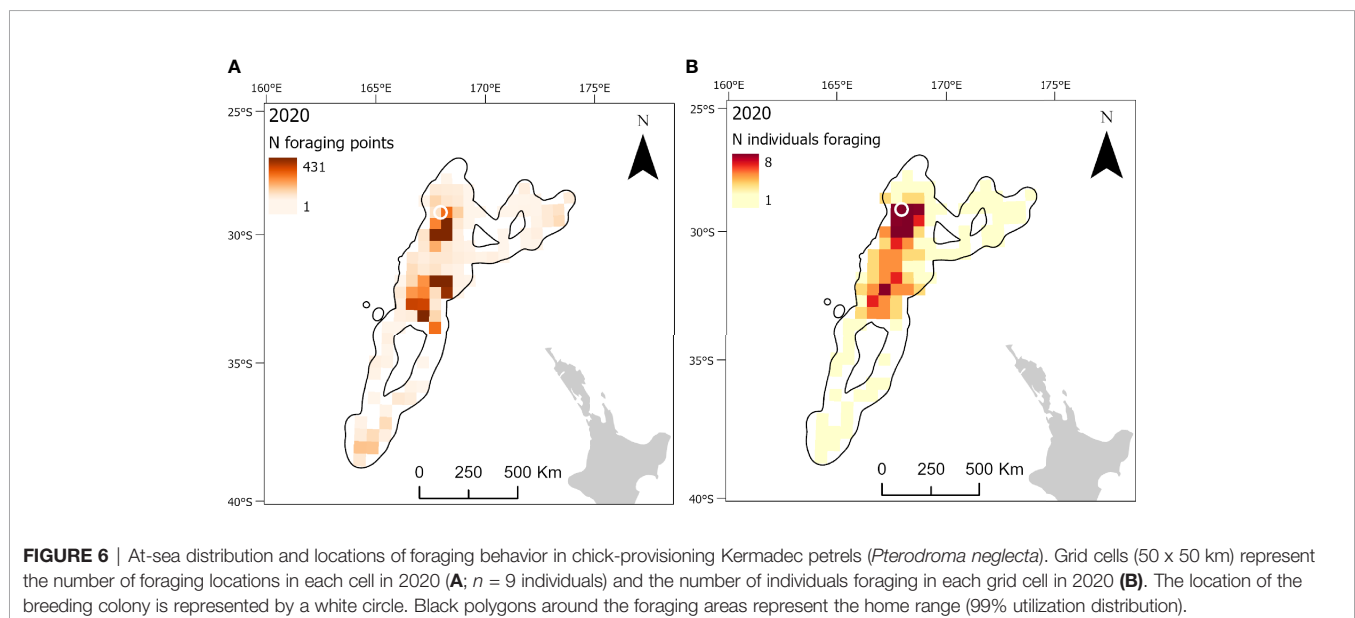 A
B
160°E 165°E 170°E 175°E
160°E 165°E 170°E 175°E
25°S
2020
N foraging points
431
1
N
30°S
35°S
40°S
0 250 500 Km
25°S
2020
N individuals foraging
8
1
N
30°S
35°S
40°S
0 250 500 Km
FIGURE 6 | At-sea distribution and locations of foraging behavior in chick-provisioning Kermadec petrels (Pterodroma neglecta). Grid cells (50 x 50 km) represent
the number of foraging locations in each cell in 2020 (A; n = 9 individuals) and the number of individuals foraging in each grid cell in 2020 (B). The location of the
breeding colony is represented by a white circle. Black polygons around the foraging areas represent the home range (99% utilization distribution).